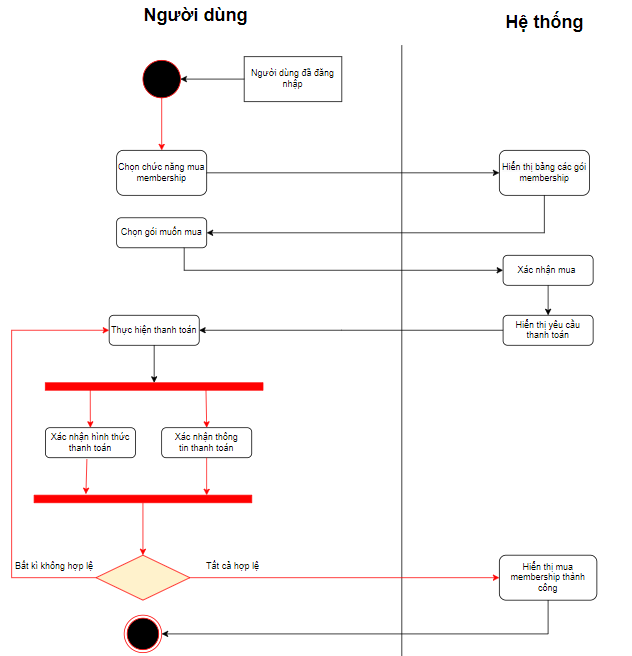 Người dùng
Hệ thống
Người dùng đã đăng
nhập
Chọn chức năng mua
membership
Hiển thị bảng các gói
membership
Chọn gói muốn mua
Xác nhận mua
Thực hiện thanh toán
Hiển thị yêu cầu
thanh toán
Xác nhận hình thức
thanh toán
Xác nhận thông
tin thanh toán
Bất kì không hợp lệ
Tất cả hợp lệ
Hiển thị mua
membership thành
công